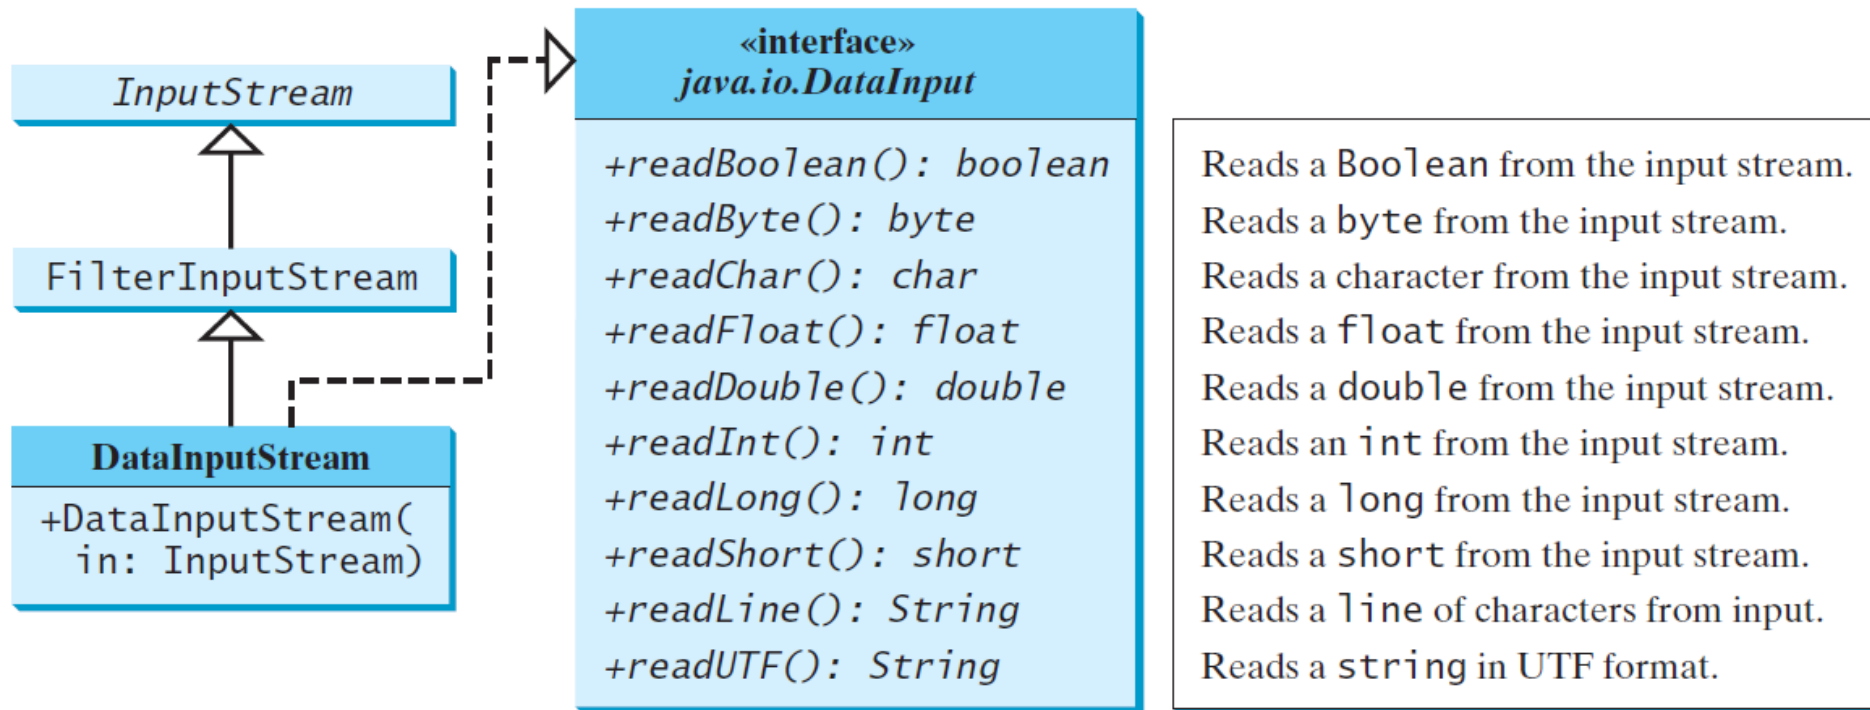 InputStream
FilterInputStream
DataInputStream
+DataInputStream(
in: InputStream)
«interface»
java.io.DataInput
+readBoolean(): boolean
+readByte(): byte
+readChar(): char
+readFloat(): float
+readDouble(): double
+readInt(): int
+readLong(): long
+readShort(): short
+readLine(): String
+readUTF(): String
Reads a Boolean from the input stream.
Reads a byte from the input stream.
Reads a character from the input stream.
Reads a float from the input stream.
Reads a double from the input stream.
Reads an int from the input stream.
Reads a long from the input stream.
Reads a short from the input stream.
Reads a line of characters from input.
Reads a string in UTF format.